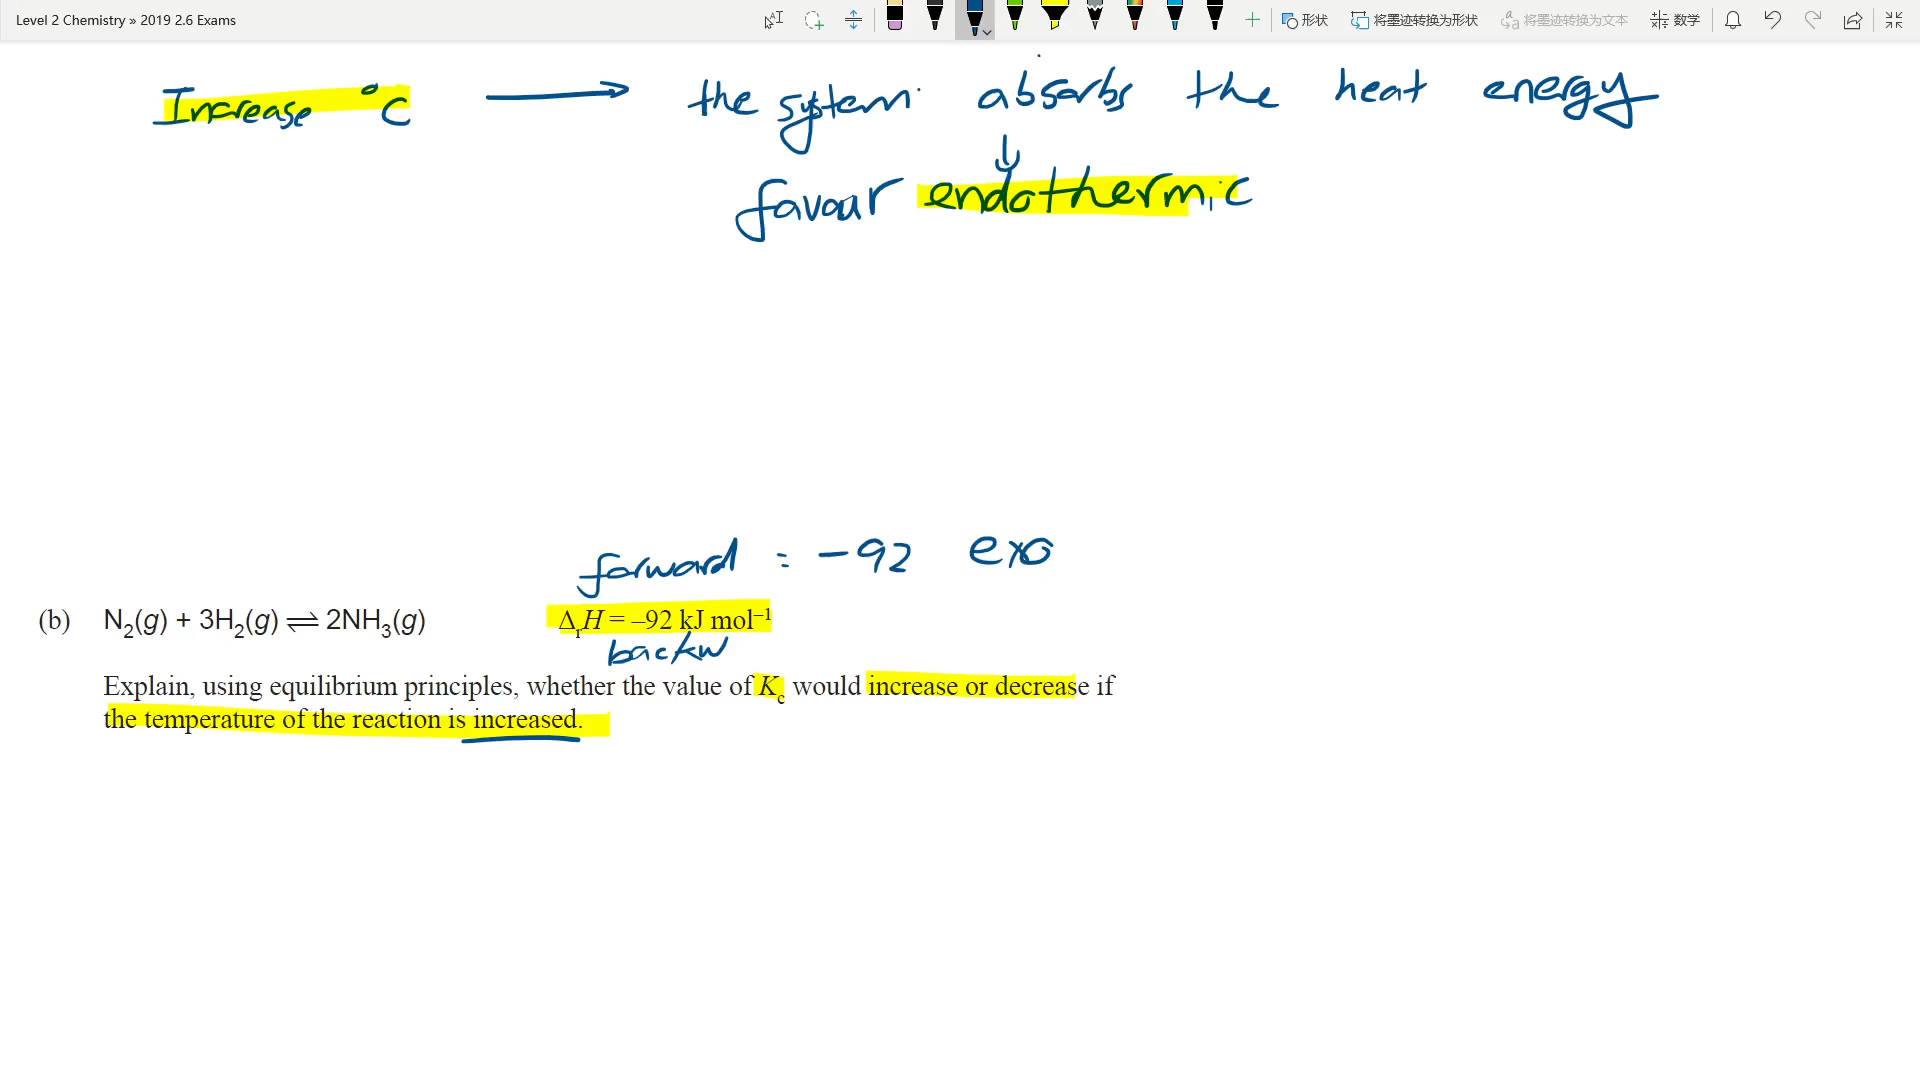 Level 2 Chemistry » 2019 2.6 Exams
形状 将墨迹转换为形状 将墨迹转换为文本 数学
Increase °C → the system absorbs the heat energy
↓
favour endothermic
forward : -92 exo
(b) N₂(g) + 3H₂(g) ⇌ 2NH₃(g) ΔᵣH = –92 kJ mol⁻¹
backw
Explain, using equilibrium principles, whether the value of K꜀ would increase or decrease if
the temperature of the reaction is increased.